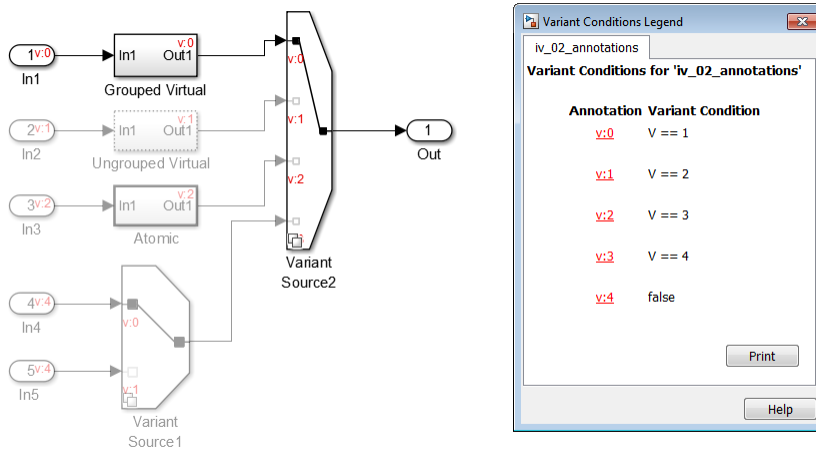 1 v:0
In1
In1 Out1 v:0
Grouped Virtual
v:0
2 v:1
In2
In1 Out1 v:1
Ungrouped Virtual
v:1
3 v:2
In3
In1 Out1 v:2
Atomic
v:2
Variant
Source2
1
Out
4 v:4
In4
v:0
5 v:4
In5
v:1
Variant
Source1
Variant Conditions Legend
iv_02_annotations
Variant Conditions for 'iv_02_annotations'
Annotation Variant Condition
v:0 V == 1
v:1 V == 2
v:2 V == 3
v:3 V == 4
v:4 false
Print
Help